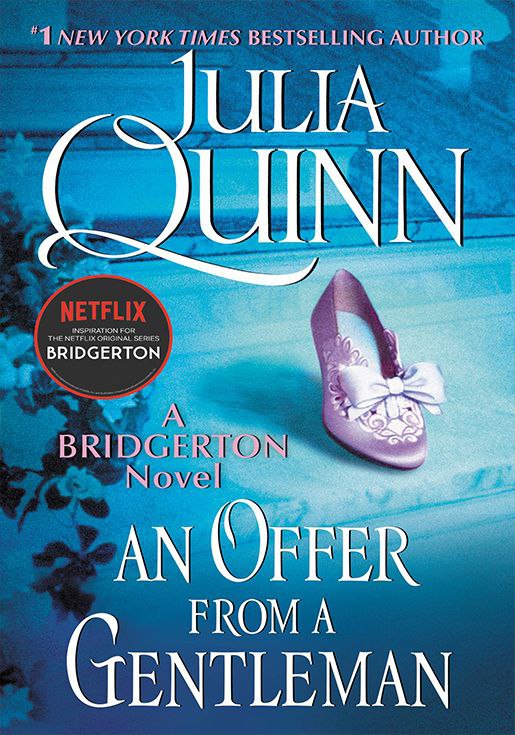 #1 NEW YORK TIMES BESTSELLING AUTHOR
JULIA
QUINN
NETFLIX
INSPIRATION FOR
THE NETFLIX ORIGINAL SERIES
BRIDGERTON
A
BRIDGERTON
Novel
AN OFFER
FROM A
GENTLEMAN